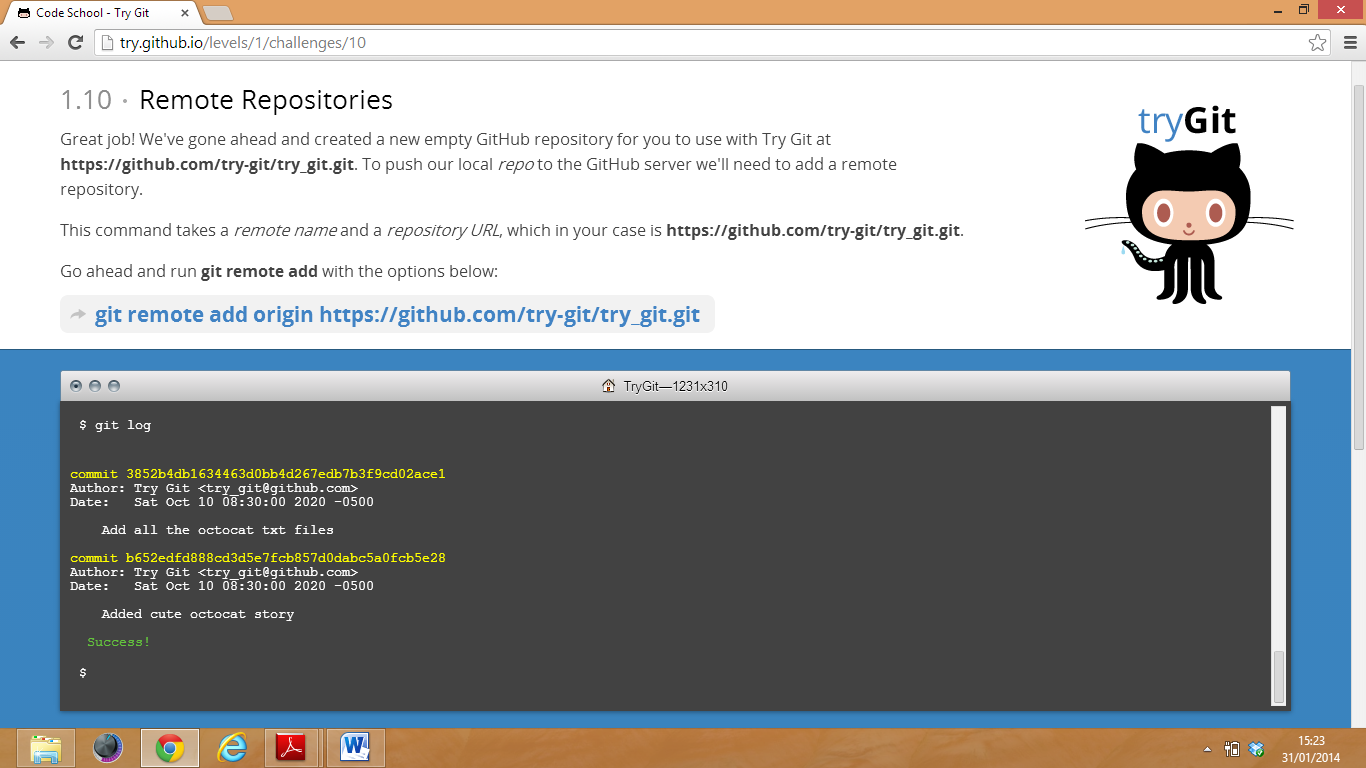 Code School - Try Git
try.github.io/levels/1/challenges/10
1.10 · Remote Repositories
Great job! We've gone ahead and created a new empty GitHub repository for you to use with Try Git at
https://github.com/try-git/try_git.git. To push our local repo to the GitHub server we'll need to add a remote
repository.
This command takes a remote name and a repository URL, which in your case is https://github.com/try-git/try_git.git.
Go ahead and run git remote add with the options below:
git remote add origin https://github.com/try-git/try_git.git
tryGit
TryGit—1231x310
$ git log
commit 3852b4db1634463d0bb4d267edb7b3f9cd02ace1
Author: Try Git <try_git@github.com>
Date:   Sat Oct 10 08:30:00 2020 -0500
Add all the octocat txt files
commit b652edfd888cd3d5e7fcb857d0dabc5a0fcb5e28
Author: Try Git <try_git@github.com>
Date:   Sat Oct 10 08:30:00 2020 -0500
Added cute octocat story
Success!
$
15:23
31/01/2014